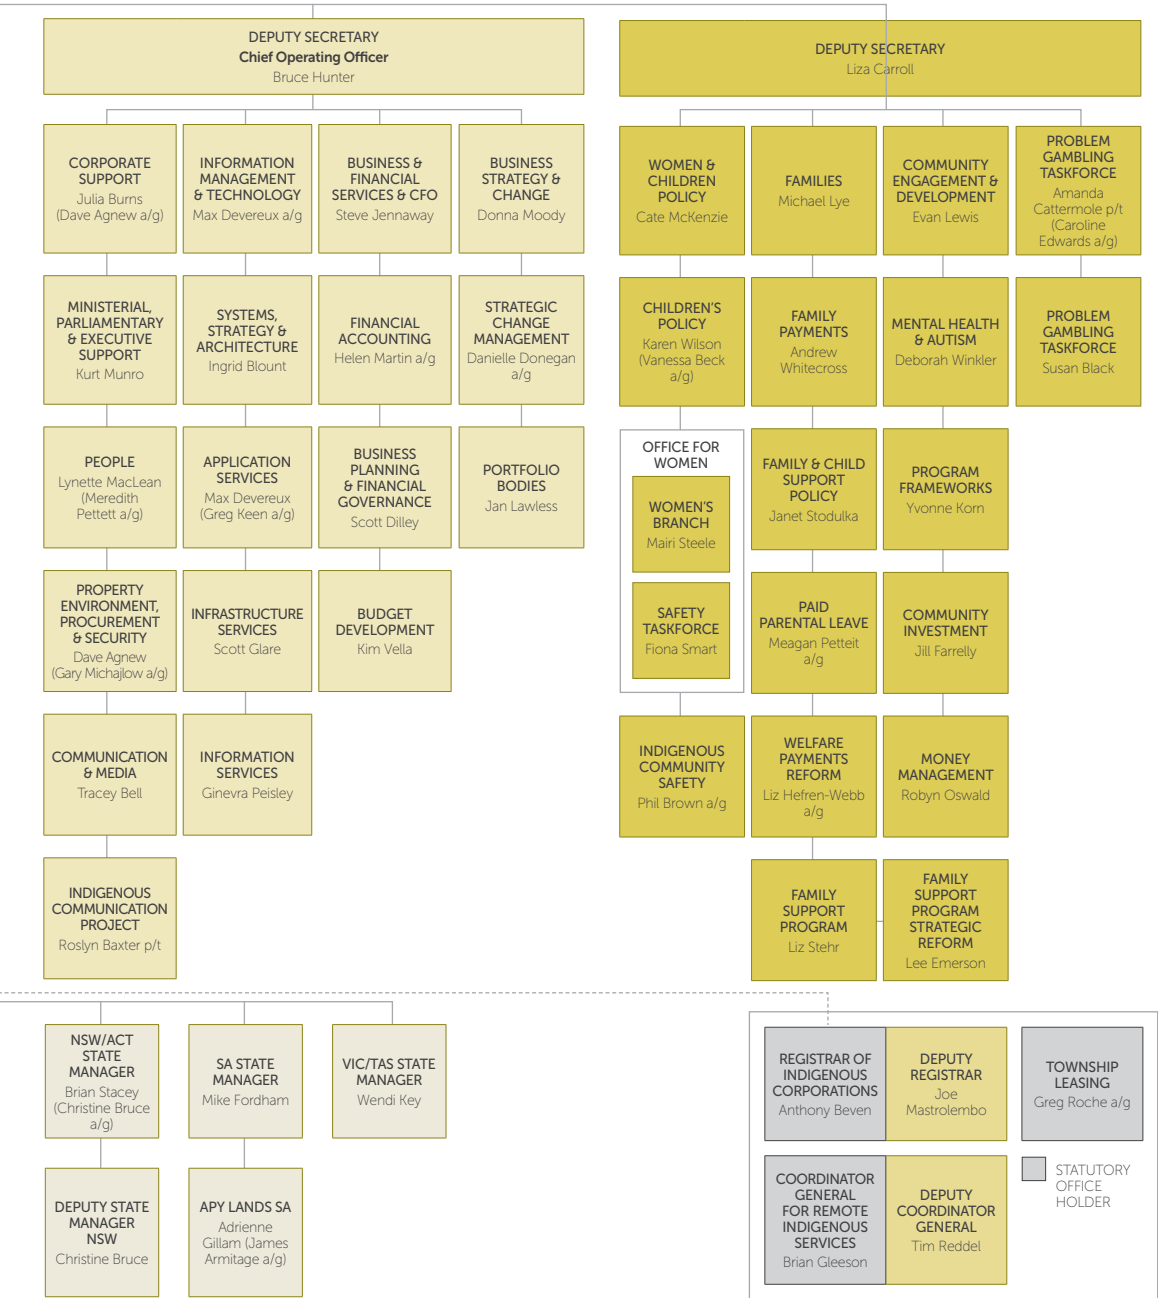 DEPUTY SECRETARY
Chief Operating Officer
Bruce Hunter
DEPUTY SECRETARY
Liza Carroll
CORPORATE
SUPPORT
Julia Burns
(Dave Agnew a/g)
INFORMATION
MANAGEMENT
& TECHNOLOGY
Max Devereux a/g
BUSINESS &
FINANCIAL
SERVICES & CFO
Steve Jennaway
BUSINESS
STRATEGY &
CHANGE
Donna Moody
WOMEN &
CHILDREN
POLICY
Cate McKenzie
FAMILIES
Michael Lye
COMMUNITY
ENGAGEMENT &
DEVELOPMENT
Evan Lewis
PROBLEM
GAMBLING
TASKFORCE
Amanda
Cattermole p/t
(Caroline
Edwards a/g)
MINISTERIAL,
PARLIAMENTARY
& EXECUTIVE
SUPPORT
Kurt Munro
SYSTEMS,
STRATEGY &
ARCHITECTURE
Ingrid Blount
FINANCIAL
ACCOUNTING
Helen Martin a/g
STRATEGIC
CHANGE
MANAGEMENT
Danielle Donegan
a/g
CHILDREN'S
POLICY
Karen Wilson
(Vanessa Beck
a/g)
FAMILY
PAYMENTS
Andrew
Whitecross
MENTAL HEALTH
& AUTISM
Deborah Winkler
PROBLEM
GAMBLING
TASKFORCE
Susan Black
PEOPLE
Lynette MacLean
(Meredith
Pettett a/g)
APPLICATION
SERVICES
Max Devereux
(Greg Keen a/g)
BUSINESS
PLANNING
& FINANCIAL
GOVERNANCE
Scott Dilley
PORTFOLIO
BODIES
Jan Lawless
OFFICE FOR
WOMEN
WOMEN'S
BRANCH
Mairi Steele
SAFETY
TASKFORCE
Fiona Smart
FAMILY & CHILD
SUPPORT
POLICY
Janet Stodulka
PROGRAM
FRAMEWORKS
Yvonne Korn
PROPERTY
ENVIRONMENT,
PROCUREMENT
& SECURITY
Dave Agnew
(Gary Michajlow a/g)
INFRASTRUCTURE
SERVICES
Scott Glare
BUDGET
DEVELOPMENT
Kim Vella
PAID
PARENTAL LEAVE
Meagan Petteit
a/g
COMMUNITY
INVESTMENT
Jill Farrelly
COMMUNICATION
& MEDIA
Tracey Bell
INFORMATION
SERVICES
Ginevra Peisley
INDIGENOUS
COMMUNITY
SAFETY
Phil Brown a/g
WELFARE
PAYMENTS
REFORM
Liz Hefren-Webb
a/g
MONEY
MANAGEMENT
Robyn Oswald
INDIGENOUS
COMMUNICATION
PROJECT
Roslyn Baxter p/t
FAMILY
SUPPORT
PROGRAM
Liz Stehr
FAMILY
SUPPORT
PROGRAM
STRATEGIC
REFORM
Lee Emerson
NSW/ACT
STATE
MANAGER
Brian Stacey
(Christine Bruce
a/g)
SA STATE
MANAGER
Mike Fordham
VIC/TAS STATE
MANAGER
Wendi Key
REGISTRAR OF
INDIGENOUS
CORPORATIONS
Anthony Beven
DEPUTY
REGISTRAR
Joe
Mastrolembo
TOWNSHIP
LEASING
Greg Roche a/g
DEPUTY STATE
MANAGER
NSW
Christine Bruce
APY LANDS SA
Adrienne
Gillam (James
Armitage a/g)
COORDINATOR
GENERAL
FOR REMOTE
INDIGENOUS
SERVICES
Brian Gleeson
DEPUTY
COORDINATOR
GENERAL
Tim Reddel
STATUTORY
OFFICE
HOLDER